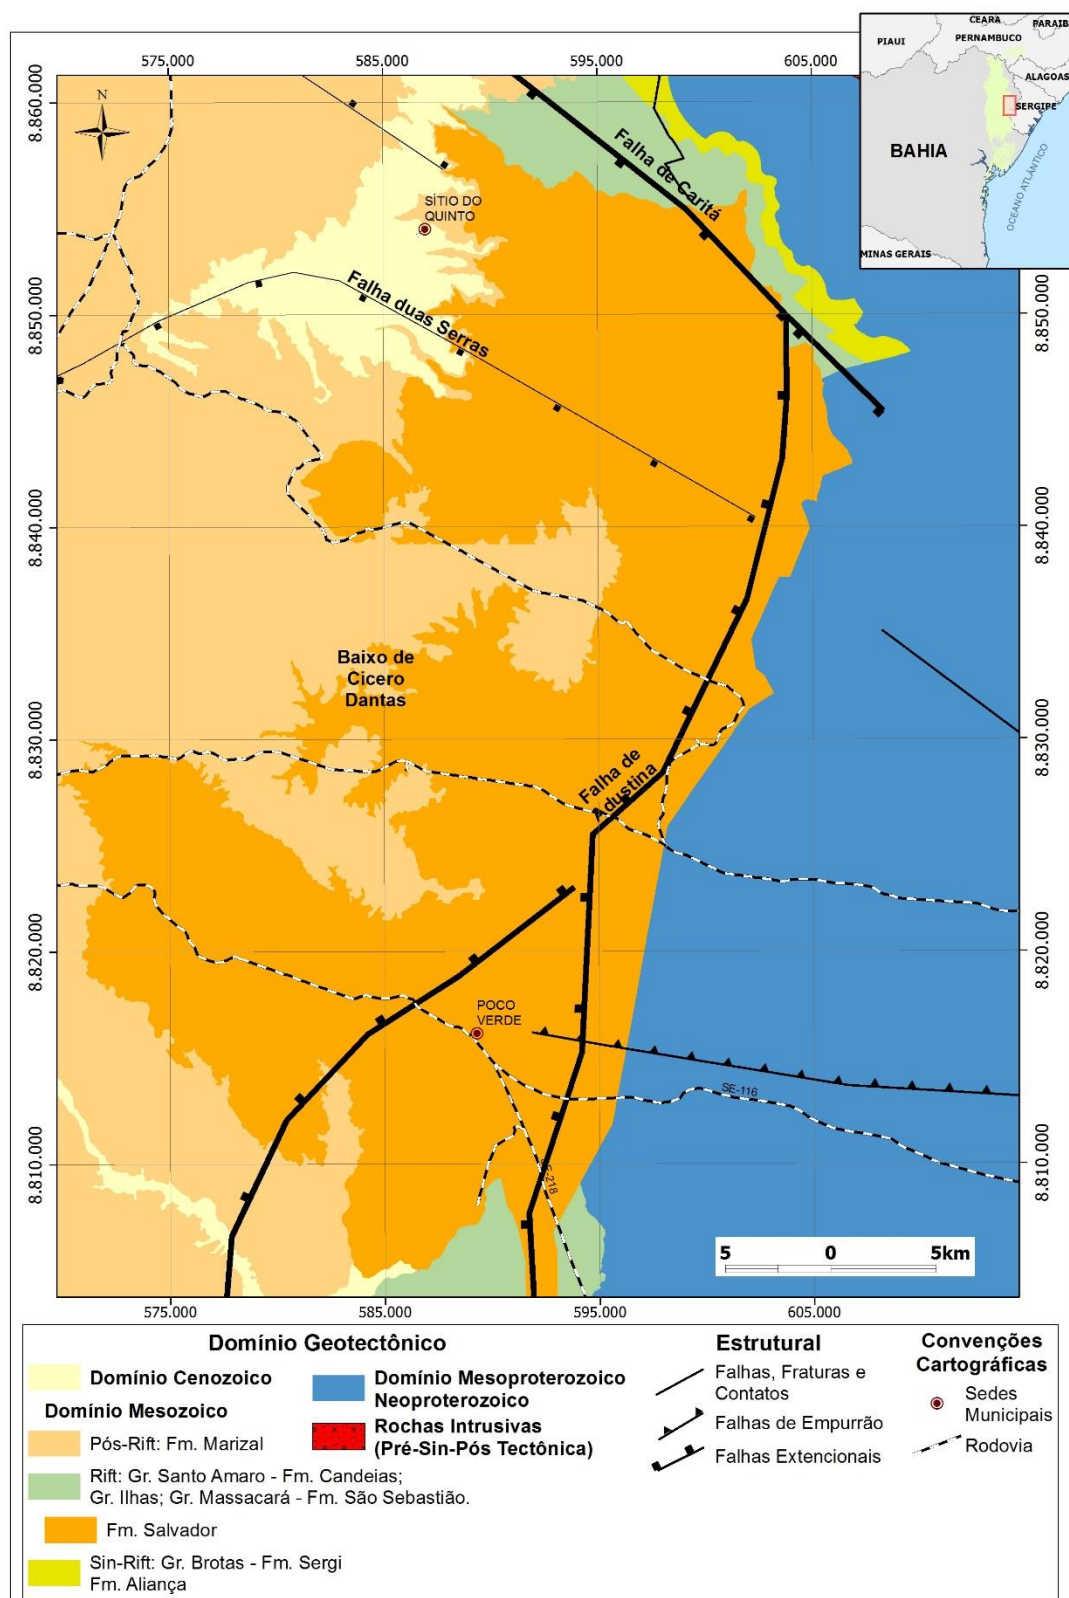 CEARA
PARAIB
PIAUI
PERNAMBUCO
ALAGOAS
SERGIPE
BAHIA
OCEANO ATLÂNTICO
MINAS GERAIS
575.000
585.000
595.000
605.000
8.860.000
8.850.000
8.840.000
8.830.000
8.820.000
8.810.000
8.850.000
8.840.000
8.830.000
8.820.000
8.810.000
N
Falha de Caritá
SÍTIO DO
QUINTO
Falha duas Serras
Baixo de
Cicero
Dantas
Falha de
Adustina
POCO
VERDE
SE-116
SE-218
5
0
5km
575.000
585.000
595.000
605.000
Domínio Geotectônico
Domínio Cenozoico
Domínio Mesozoico
Pós-Rift: Fm. Marizal
Rift: Gr. Santo Amaro - Fm. Candeias;
Gr. Ilhas; Gr. Massacará - Fm. São Sebastião.
Fm. Salvador
Sin-Rift: Gr. Brotas - Fm. Sergi
Fm. Aliança
Domínio Mesoproterozoico
Neoproterozoico
Rochas Intrusivas
(Pré-Sin-Pós Tectônica)
Estrutural
Falhas, Fraturas e
Contatos
Falhas de Empurrão
Falhas Extencionais
Convenções
Cartográficas
Sedes
Municipais
Rodovia